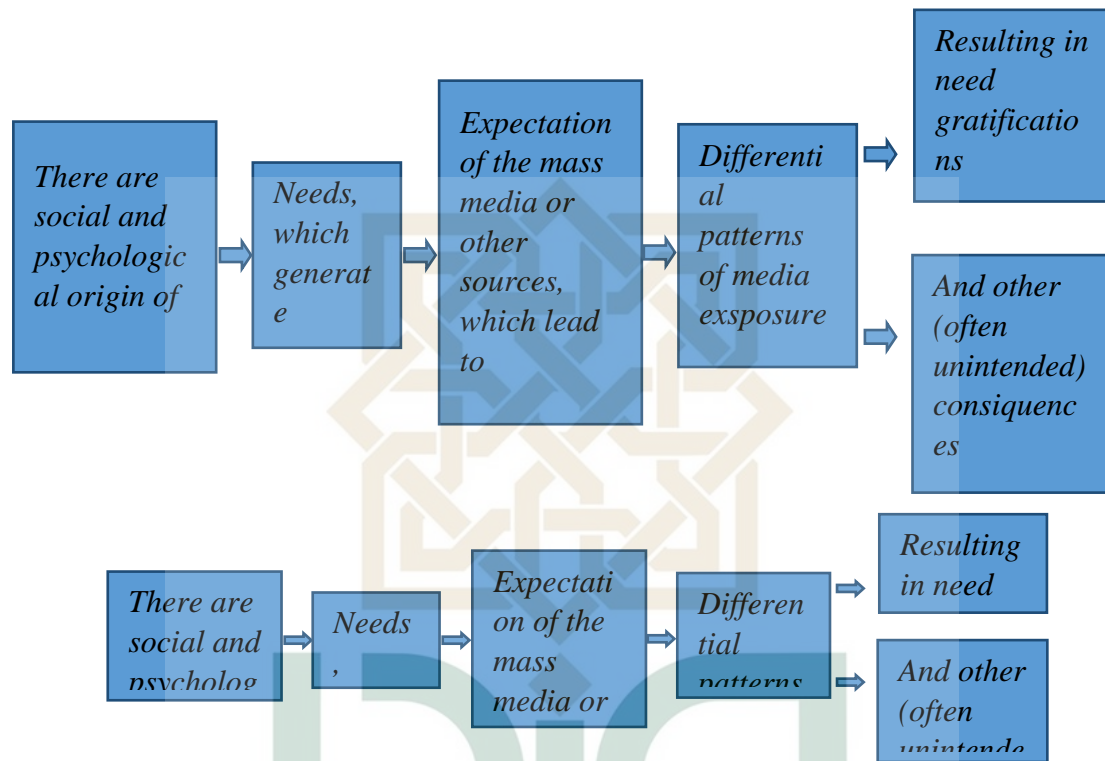 There are
social and
psychologic
al origin of
Needs,
which
generat
e
Expectation
of the mass
media or
other
sources,
which lead
to
Differenti
al
patterns
of media
exsposure
Resulting in
need
gratificatio
ns
And other
(often
unintended)
consiquenc
es
There are
social and
psycholog
Needs
,
Expectati
on of the
mass
media or
Differen
tial
patterns
Resulting
in need
And other
(often
unintende